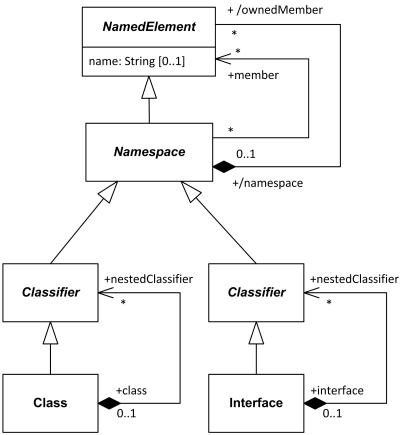 NamedElement
+ /ownedMember
*
name: String [0..1]
*
+member
*
Namespace
0..1
+/namespace
Classifier
+nestedClassifier
*
Classifier
+nestedClassifier
*
Class
+class
0..1
Interface
+interface
0..1